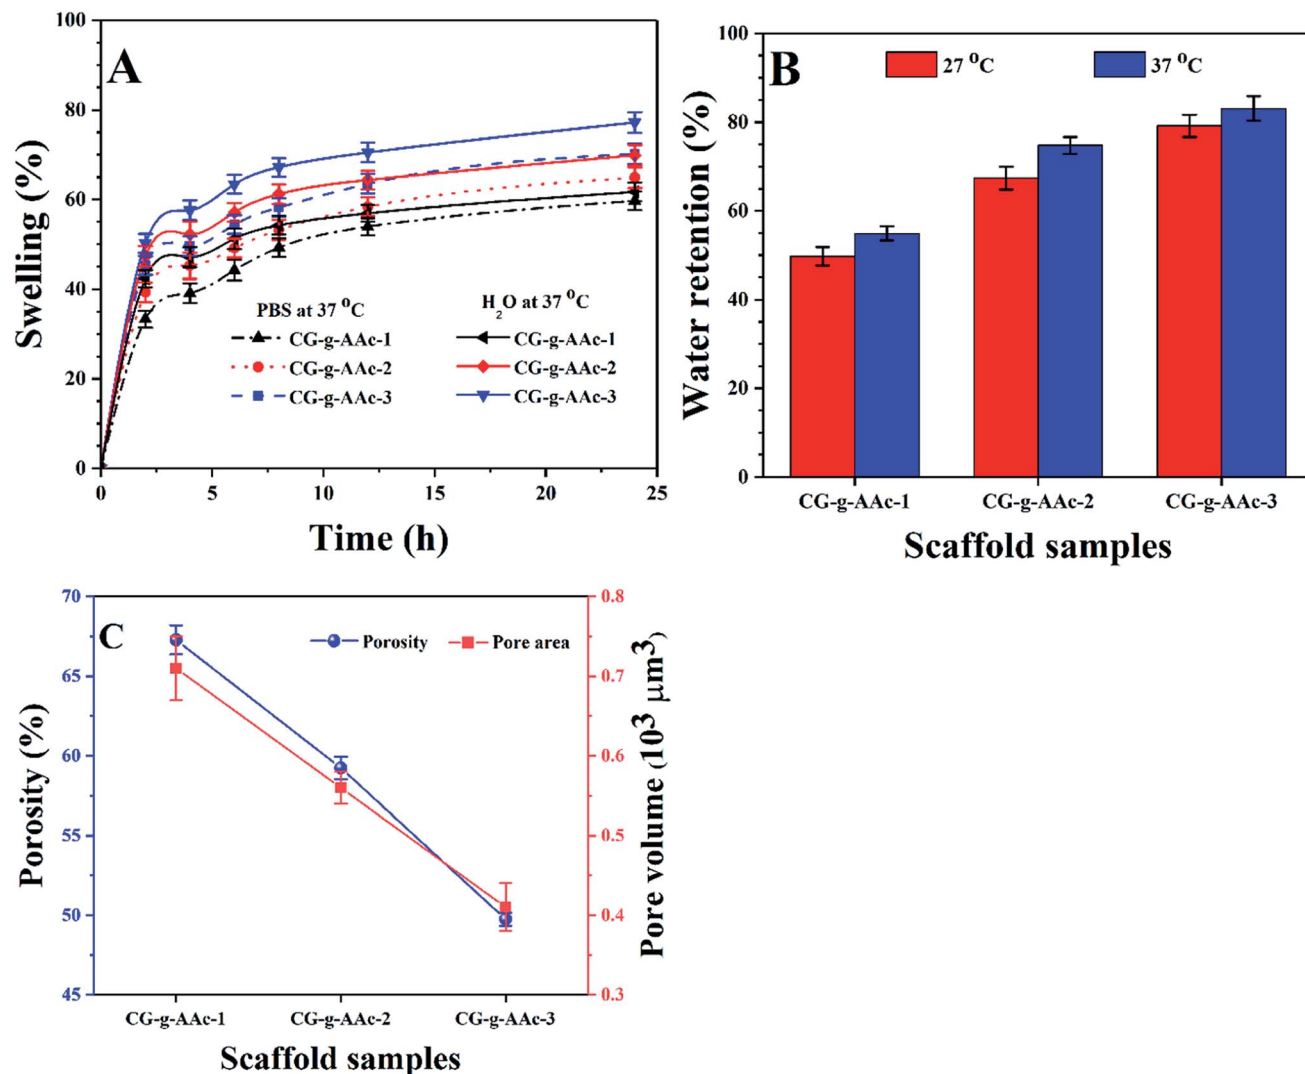 A
Swelling (%)
100
80
60
40
20
0
0 5 10 15 20 25
Time (h)
PBS at 37 °C
CG-g-AAc-1
CG-g-AAc-2
CG-g-AAc-3
H2O at 37 °C
CG-g-AAc-1
CG-g-AAc-2
CG-g-AAc-3
B
27 °C 37 °C
Water retention (%)
100
80
60
80
20
0
CG-g-AAc-1 CG-g-AAc-2 CG-g-AAc-3
Scaffold samples
C
Porosity Pore area
Porosity (%)
70
65
60
55
50
45
0.8
0.7
0.6
0.5
0.4
0.3
Pore volume (10³ µm³)
CG-g-AAc-1 CG-g-AAc-2 CG-g-AAc-3
Scaffold samples